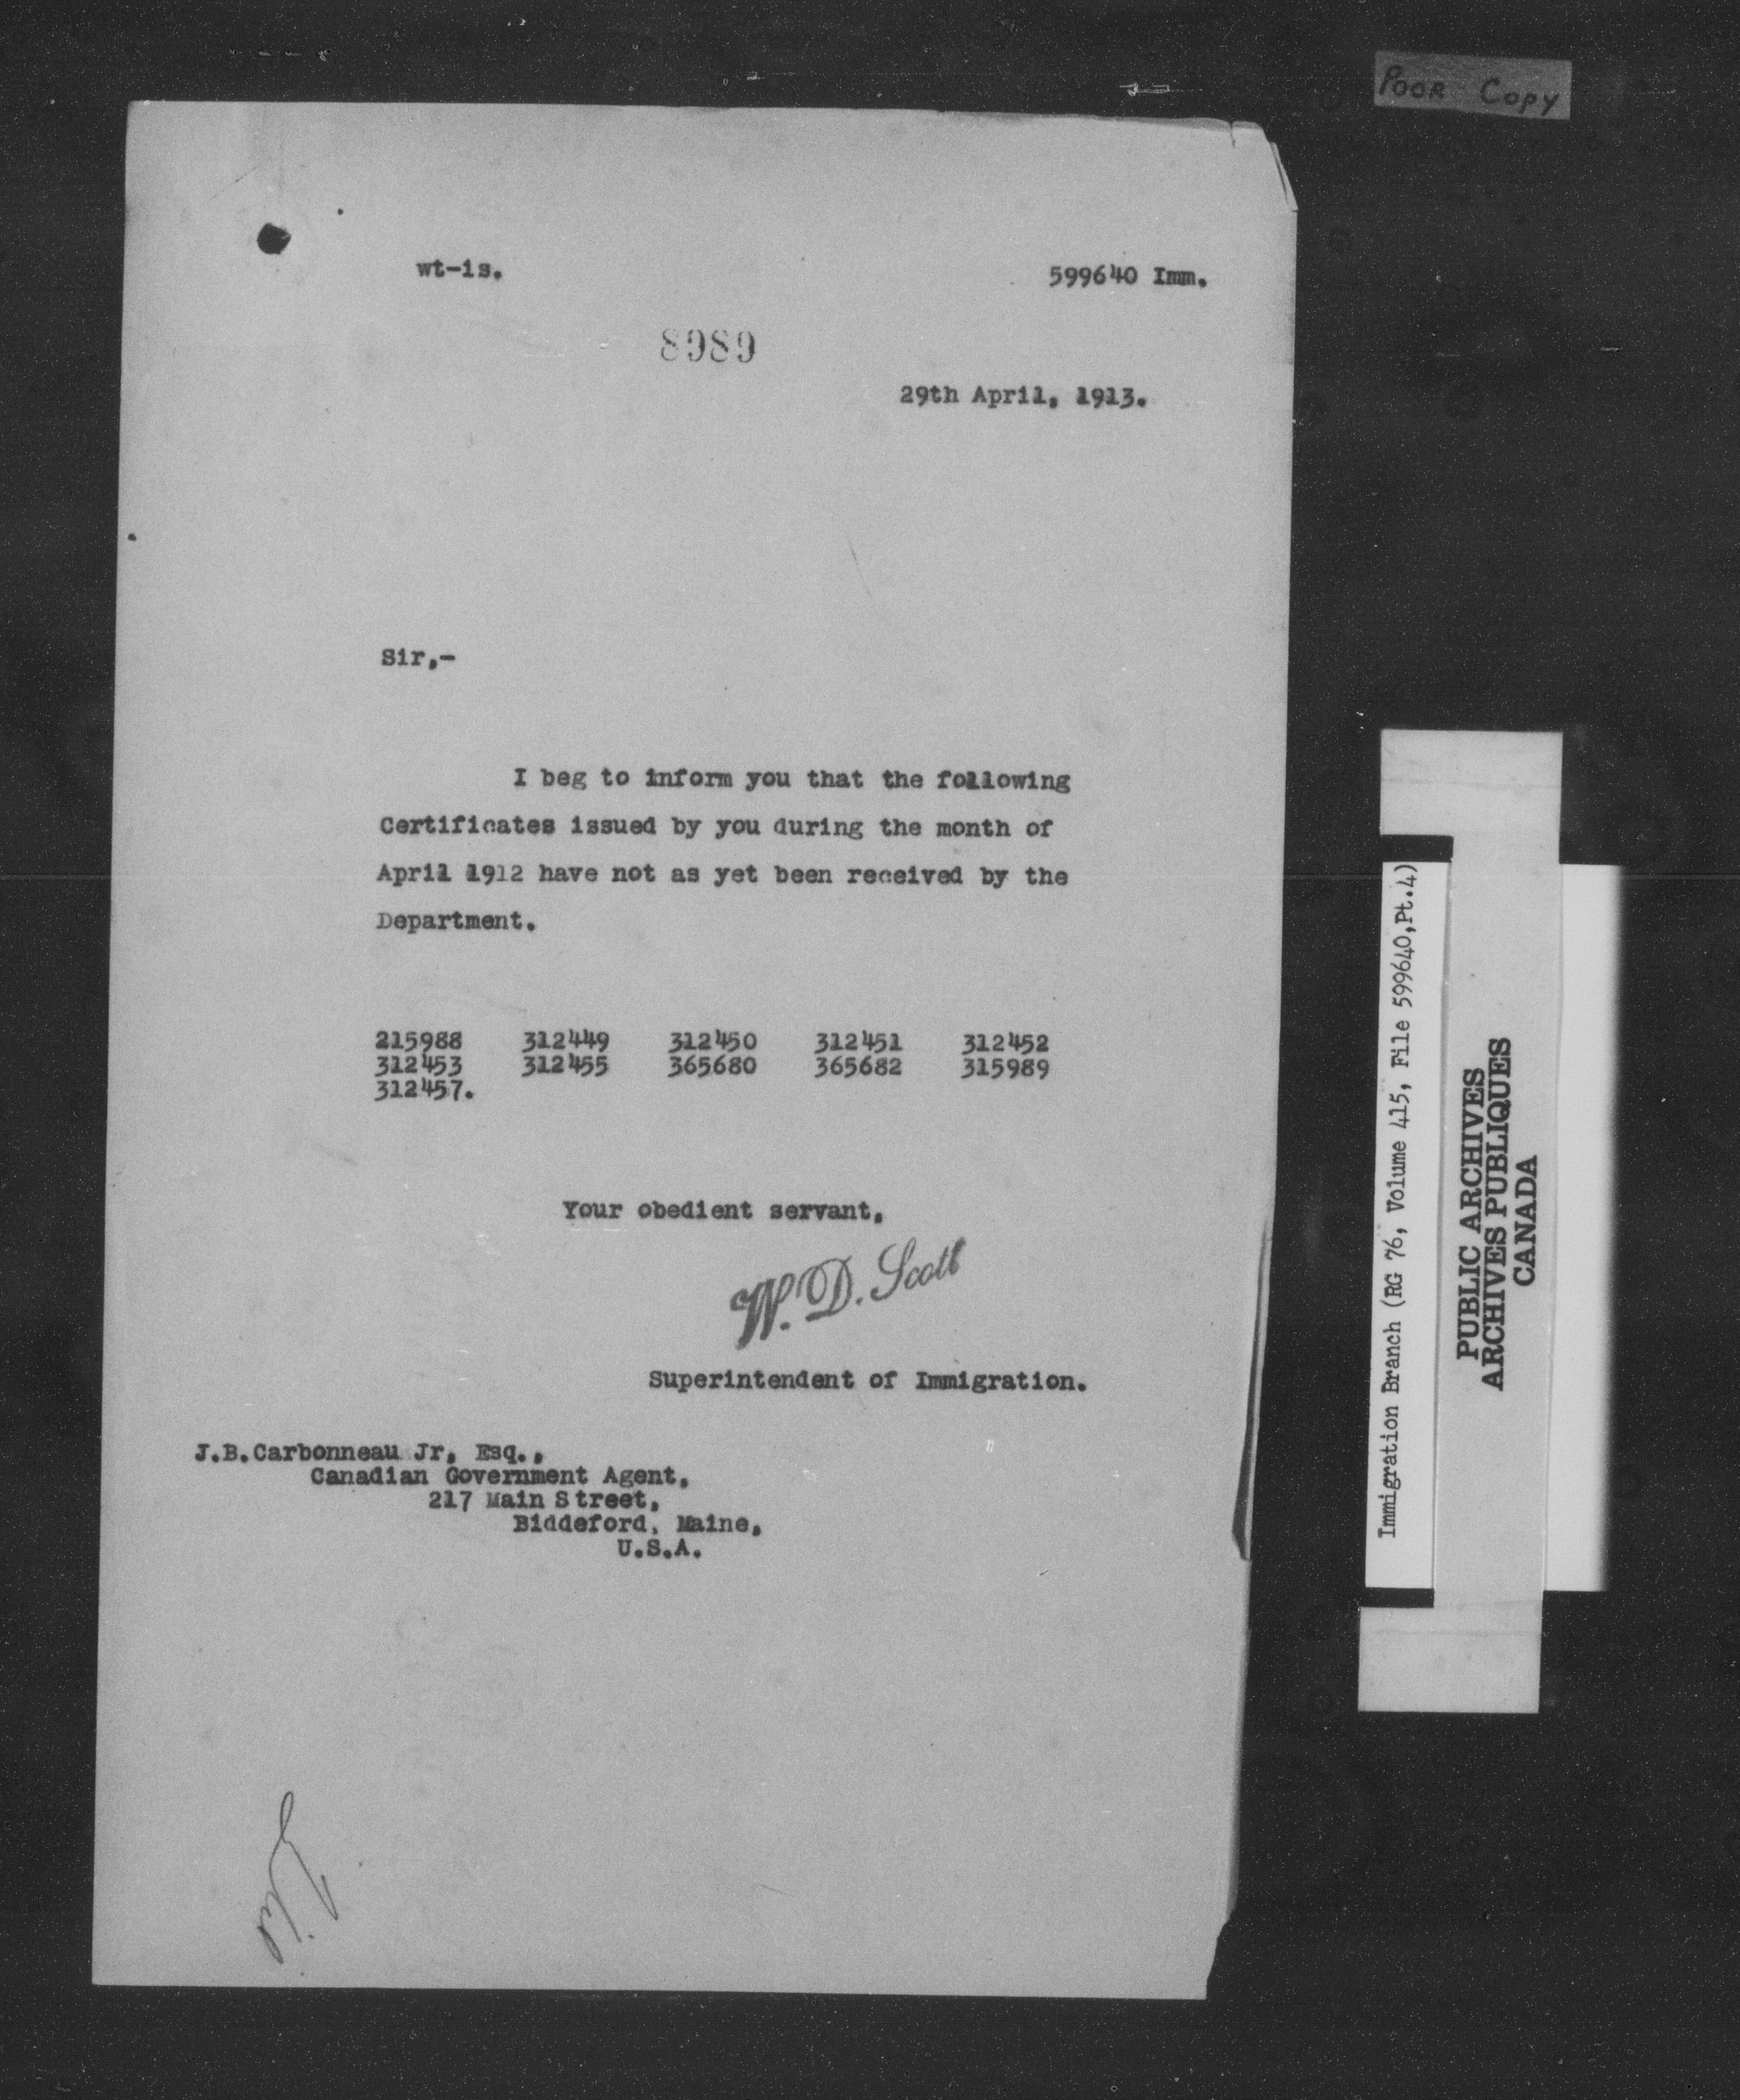 POOR COPY
wt-is.
599640 Imm.
8989
29th April, 1913.
Sir,-
I beg to inform you that the following
Certificates issued by you during the month of
April 1912 have not as yet been received by the
Department.
215988 312449 312450 312451 312452
312453 312455 365680 365682 315989
312457.
Your obedient servant,
W. D. Scott
Superintendent of Immigration.
J.B.Carbonneau Jr, Esq.,
Canadian Government Agent,
217 Main Street,
Biddeford, Maine,
U.S.A.
Immigration Branch (RG 76, Volume 415, File 599640,Pt.4)
PUBLIC ARCHIVES
ARCHIVES PUBLIQUES
CANADA